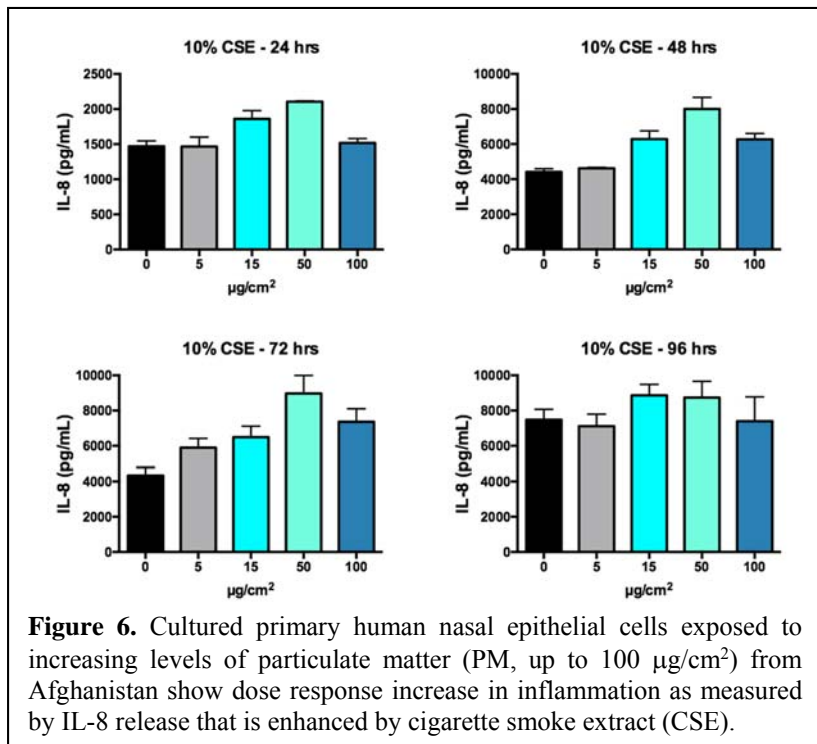 10% CSE - 24 hrs
IL-8 (pg/mL)
2500
2000
1500
1000
500
0
0 5 15 50 100
µg/cm²
10% CSE - 48 hrs
IL-8 (pg/mL)
10000
8000
6000
4000
2000
0
0 5 15 50 100
µg/cm²
10% CSE - 72 hrs
IL-8 (pg/mL)
10000
8000
6000
4000
2000
0
0 5 15 50 100
µg/cm²
10% CSE - 96 hrs
IL-8 (pg/mL)
10000
8000
6000
4000
2000
0
0 5 15 50 100
µg/cm²
Figure 6. Cultured primary human nasal epithelial cells exposed to
increasing levels of particulate matter (PM, up to 100 µg/cm²) from
Afghanistan show dose response increase in inflammation as measured
by IL-8 release that is enhanced by cigarette smoke extract (CSE).